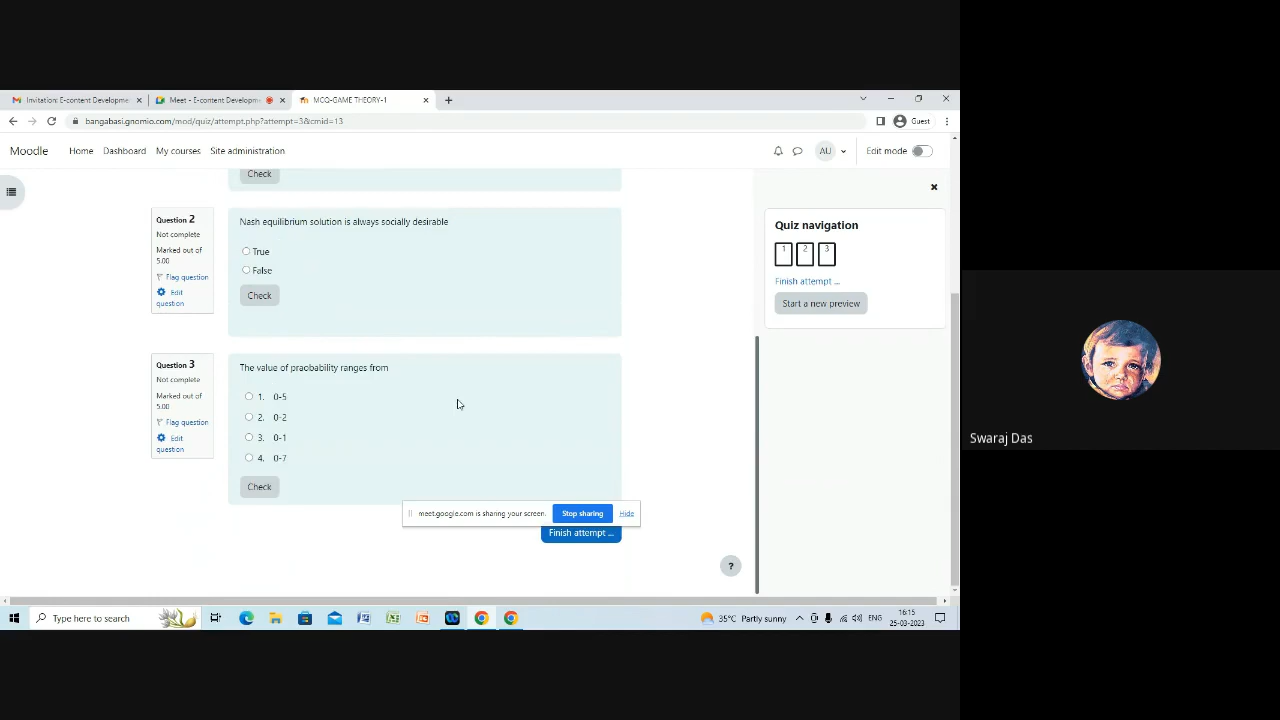 Invitation: E-content Developme
Meet - E-content Developm
MCQ-GAME THEORY-1
bangabasi.gnomio.com/mod/quiz/attempt.php?attempt=3&cmid=13
Guest
Moodle Home Dashboard My courses Site administration
AU
Edit mode
Check
Question 2
Not complete
Marked out of
5.00
Flag question
Edit
question
Nash equilibrium solution is always socially desirable
True
False
Check
Question 3
Not complete
Marked out of
5.00
Flag question
Edit
question
The value of praobability ranges from
1. 0-5
2. 0-2
3. 0-1
4. 0-7
Check
meet.google.com is sharing your screen.
Stop sharing
Hide
Finish attempt ...
?
Quiz navigation
1 2 3
Finish attempt ...
Start a new preview
Swaraj Das
Type here to search
35°C Partly sunny
ENG
16:15
25-03-2023